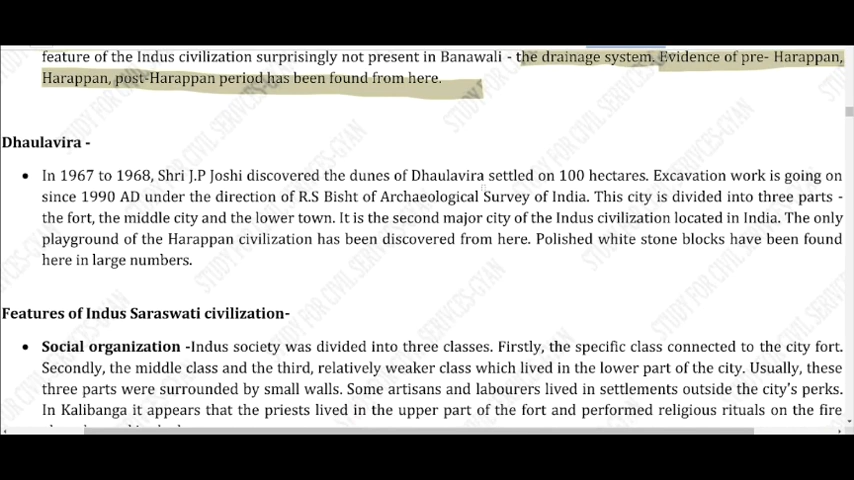 feature of the Indus civilization surprisingly not present in Banawali - the drainage system. Evidence of pre- Harappan,
Harappan, post-Harappan period has been found from here.
Dhaulavira -
• In 1967 to 1968, Shri J.P Joshi discovered the dunes of Dhaulavira settled on 100 hectares. Excavation work is going on
since 1990 AD under the direction of R.S Bisht of Archaeological Survey of India. This city is divided into three parts -
the fort, the middle city and the lower town. It is the second major city of the Indus civilization located in India. The only
playground of the Harappan civilization has been discovered from here. Polished white stone blocks have been found
here in large numbers.
Features of Indus Saraswati civilization-
• Social organization -Indus society was divided into three classes. Firstly, the specific class connected to the city fort.
Secondly, the middle class and the third, relatively weaker class which lived in the lower part of the city. Usually, these
three parts were surrounded by small walls. Some artisans and labourers lived in settlements outside the city's perks.
In Kalibanga it appears that the priests lived in the upper part of the fort and performed religious rituals on the fire
STUDY FOR CIVIL SERIVCES-GYAN